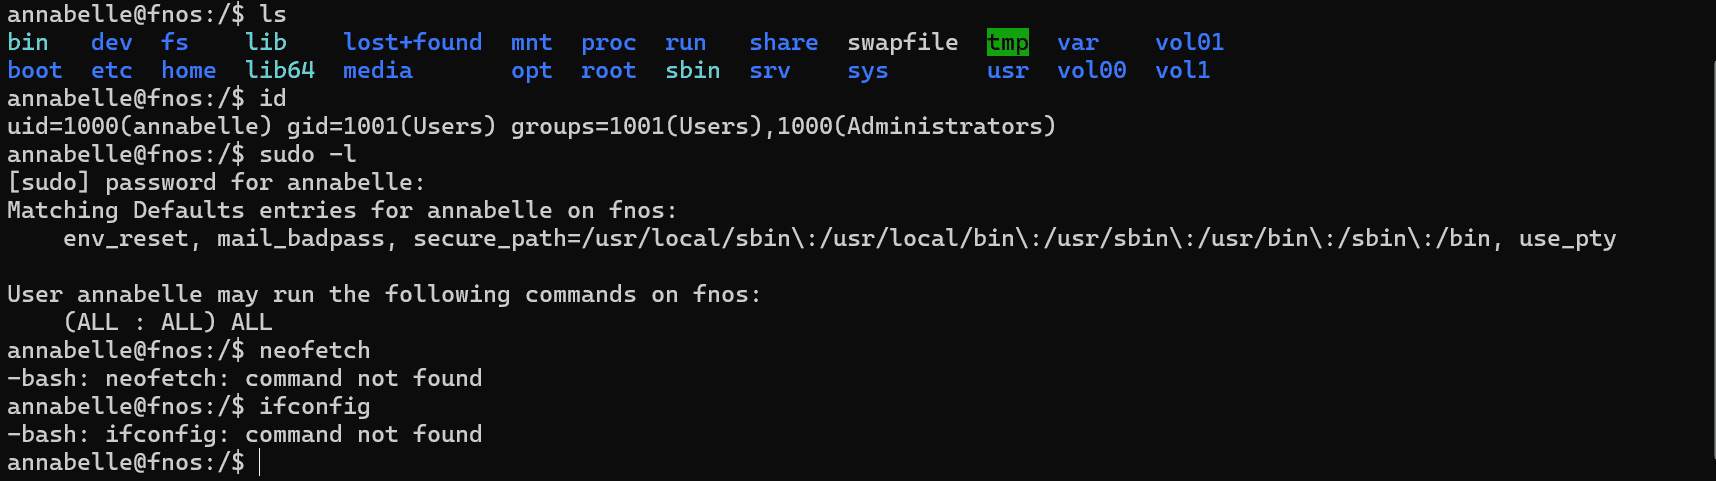 annabelle@fnos:/$ ls
bin   dev  fs    lib    lost+found  mnt  proc  run   share  swapfile  tmp  var    vol01
boot  etc  home  lib64  media       opt  root  sbin  srv    sys       usr  vol00  vol1
annabelle@fnos:/$ id
uid=1000(annabelle) gid=1001(Users) groups=1001(Users),1000(Administrators)
annabelle@fnos:/$ sudo -l
[sudo] password for annabelle:
Matching Defaults entries for annabelle on fnos:
    env_reset, mail_badpass, secure_path=/usr/local/sbin\:/usr/local/bin\:/usr/sbin\:/usr/bin\:/sbin\:/bin, use_pty

User annabelle may run the following commands on fnos:
    (ALL : ALL) ALL
annabelle@fnos:/$ neofetch
-bash: neofetch: command not found
annabelle@fnos:/$ ifconfig
-bash: ifconfig: command not found
annabelle@fnos:/$